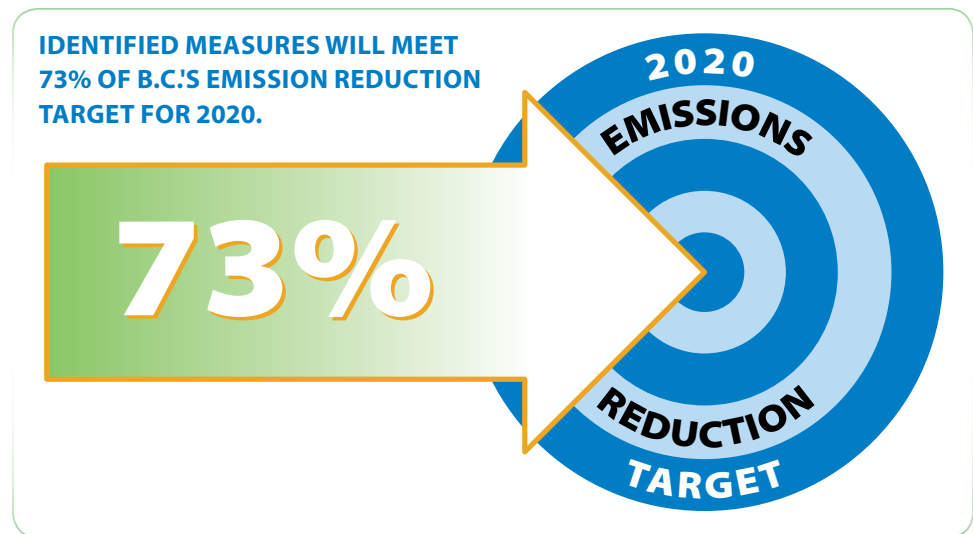 IDENTIFIED MEASURES WILL MEET
73% OF B.C.'S EMISSION REDUCTION
TARGET FOR 2020.
73%
2020
EMISSIONS
REDUCTION
TARGET